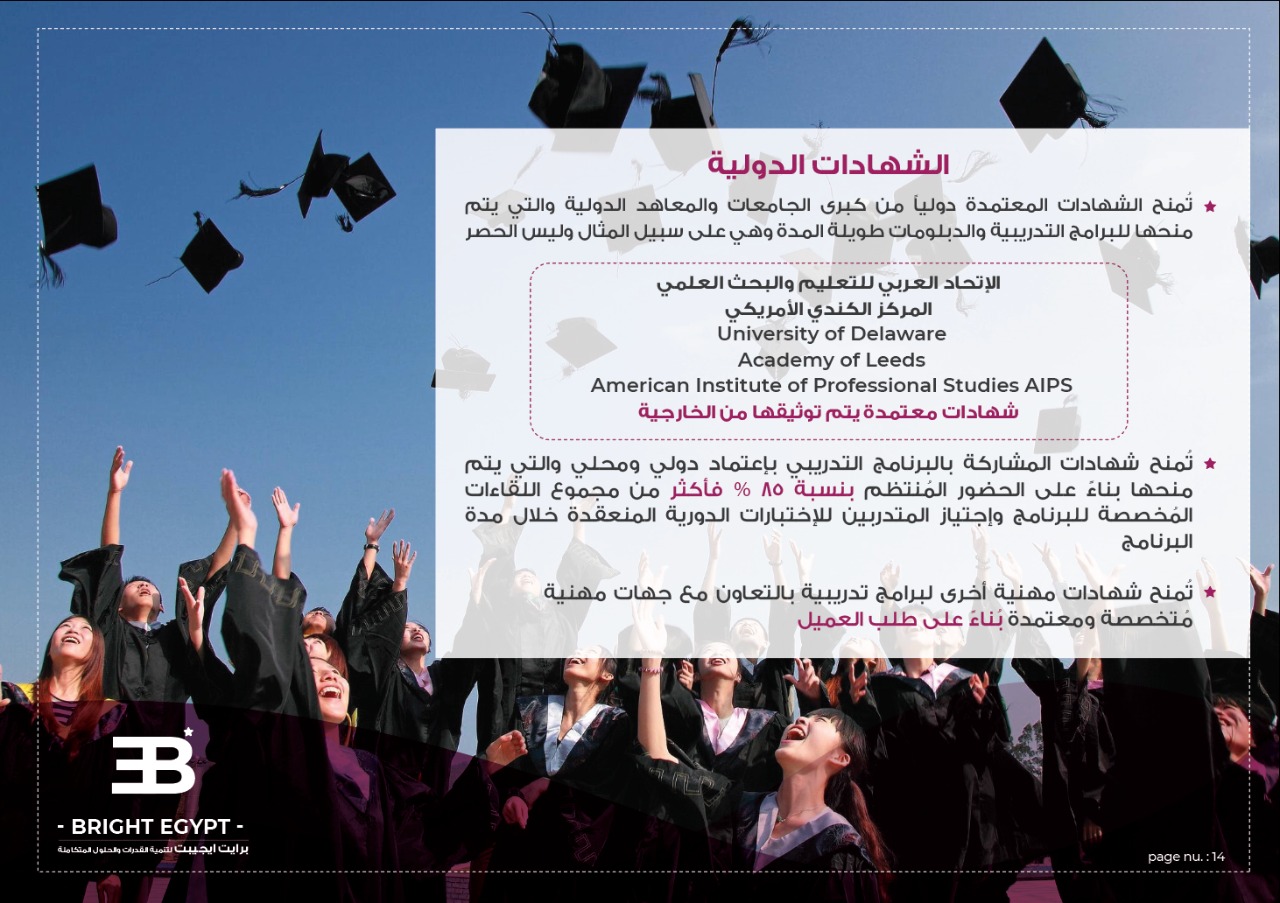 الشهادات الدولية
تُمنح الشهادات المعتمدة دولياً من كبرى الجامعات والمعاهد الدولية والتي يتم
منحها للبرامج التدريبية والدبلومات طويلة المدة وهي على سبيل المثال وليس الحصر
الإتحاد العربي للتعليم والبحث العلمي
المركز الكندي الأمريكي
University of Delaware
Academy of Leeds
American Institute of Professional Studies AIPS
شهادات معتمدة يتم توثيقها من الخارجية
تُمنح شهادات المشاركة بالبرنامج التدريبي بإعتماد دولي ومحلي والتي يتم
منحها بناءً على الحضور المُنتظم بنسبة ٨٥ % فأكثر من مجموع اللقاءات
المُخصصة للبرنامج وإجتياز المتدربين للإختبارات الدورية المنعقدة خلال مدة
البرنامج
تُمنح شهادات مهنية أخرى لبرامج تدريبية بالتعاون مع جهات مهنية
مُتخصصة ومعتمدة بُناءً على طلب العميل
EB
- BRIGHT EGYPT -
برايت ايجيبت لتنمية القدرات والحلول المتكاملة
page nu. : 14